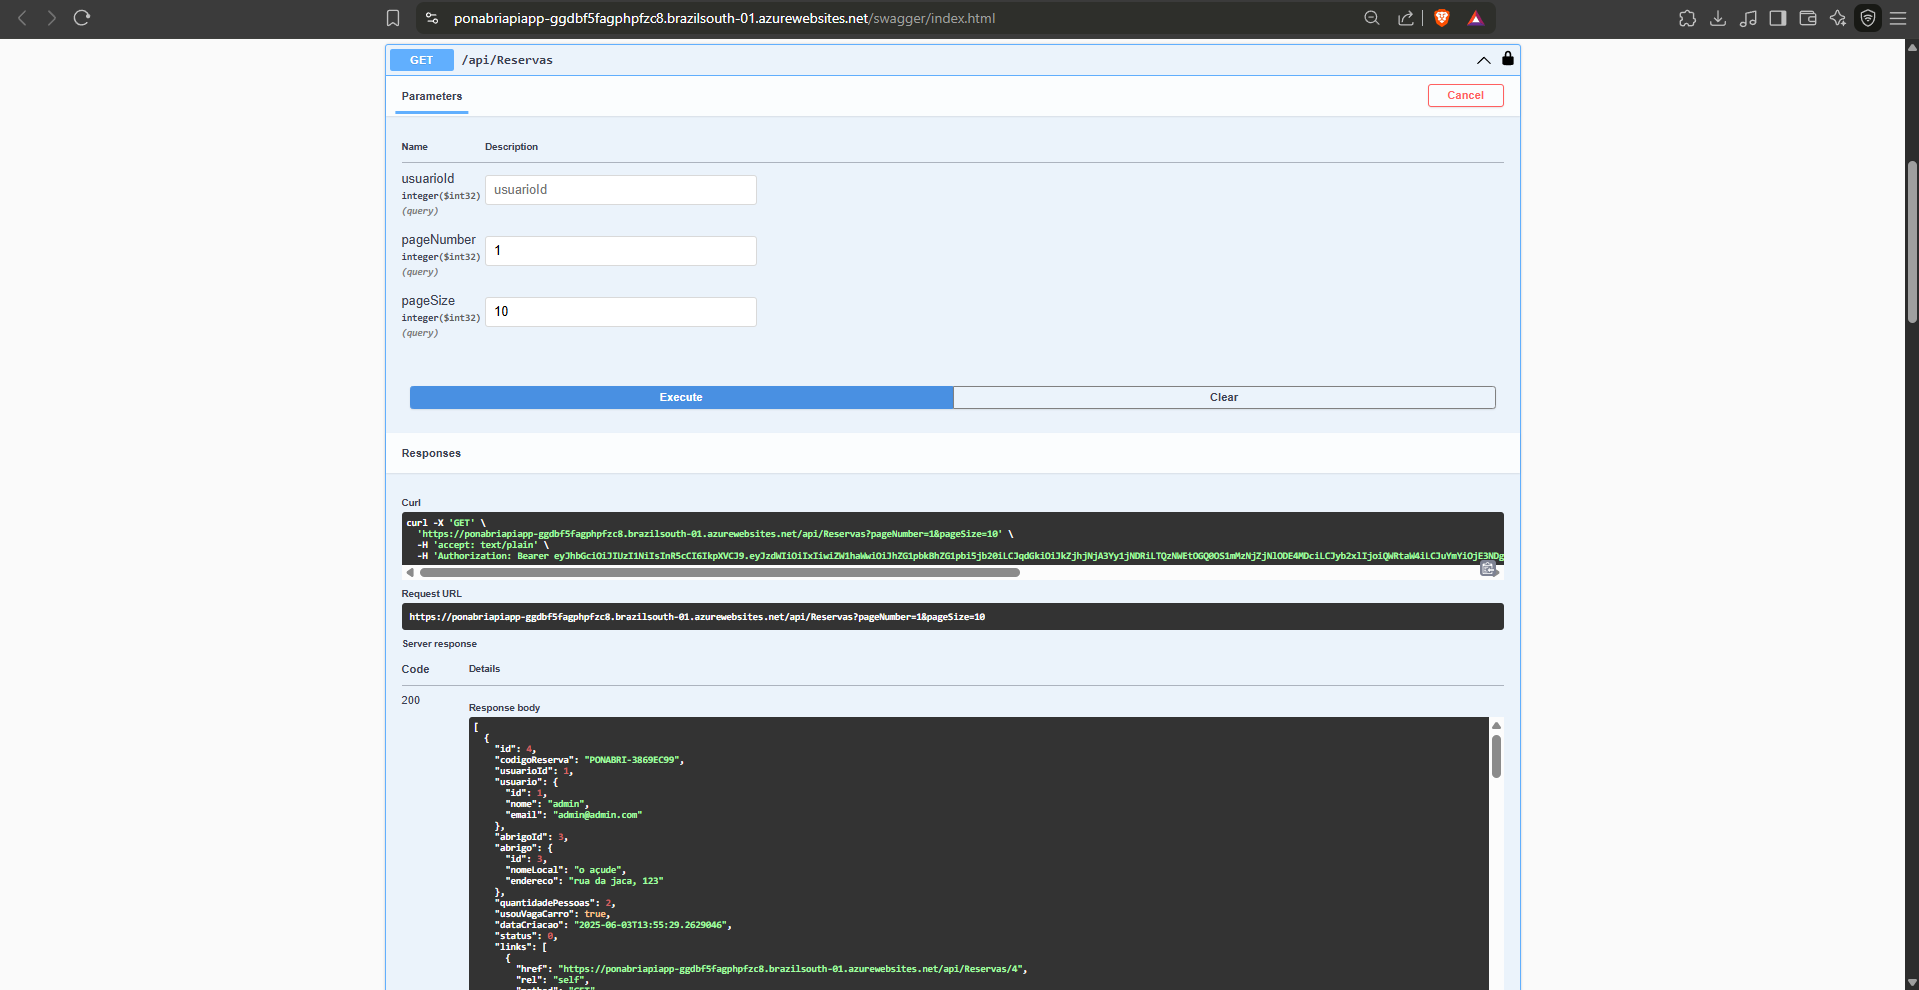 ponabriapiapp-ggdbf5fagphpfzc8.brazilsouth-01.azurewebsites.net/swagger/index.html
GET /api/Reservas
Parameters
Cancel
Name Description
usuarioId
integer($int32)
(query)
usuarioId
pageNumber
integer($int32)
(query)
1
pageSize
integer($int32)
(query)
10
Execute
Clear
Responses
Curl
curl -X 'GET' \
'https://ponabriapiapp-ggdbf5fagphpfzc8.brazilsouth-01.azurewebsites.net/api/Reservas?pageNumber=1&pageSize=10' \
-H 'accept: text/plain' \
-H 'Authorization: Bearer
Request URL
https://ponabriapiapp-ggdbf5fagphpfzc8.brazilsouth-01.azurewebsites.net/api/Reservas?pageNumber=1&pageSize=10
Server response
Code Details
200
Response body
[
{
"id": 4,
"codigoReserva": "PONABRI-3869EC99",
"usuarioId": 1,
"usuario": {
"id": 1,
"nome": "admin",
"email": "admin@admin.com"
},
"abrigoId": 3,
"abrigo": {
"id": 3,
"nomeLocal": "o açude",
"endereco": "rua da jaca, 123"
},
"quantidadePessoas": 2,
"usouVagaCarro": true,
"dataCriacao": "2025-06-03T13:55:29.2629046",
"status": 0,
"links": [
{
"href": "https://ponabriapiapp-ggdbf5fagphpfzc8.brazilsouth-01.azurewebsites.net/api/Reservas/4",
"rel": "self",